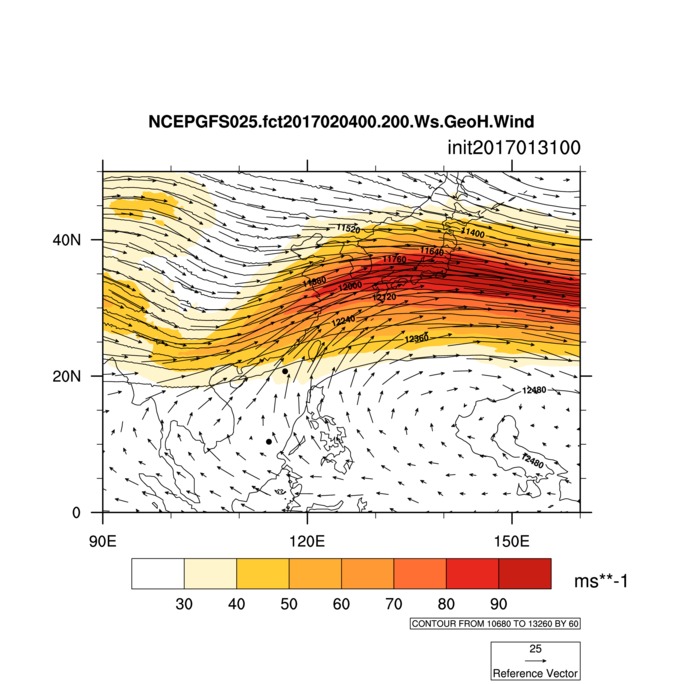 NCEPGFS025.fct2017020400.200.Ws.GeoH.Wind
init2017013100
11520
11400
40N
11640
11760
11880
12000
12120
12240
12360
20N
12480
12480
0
90E 120E 150E
ms**-1
30 40 50 60 70 80 90
CONTOUR FROM 10680 TO 13260 BY 60
25
Reference Vector